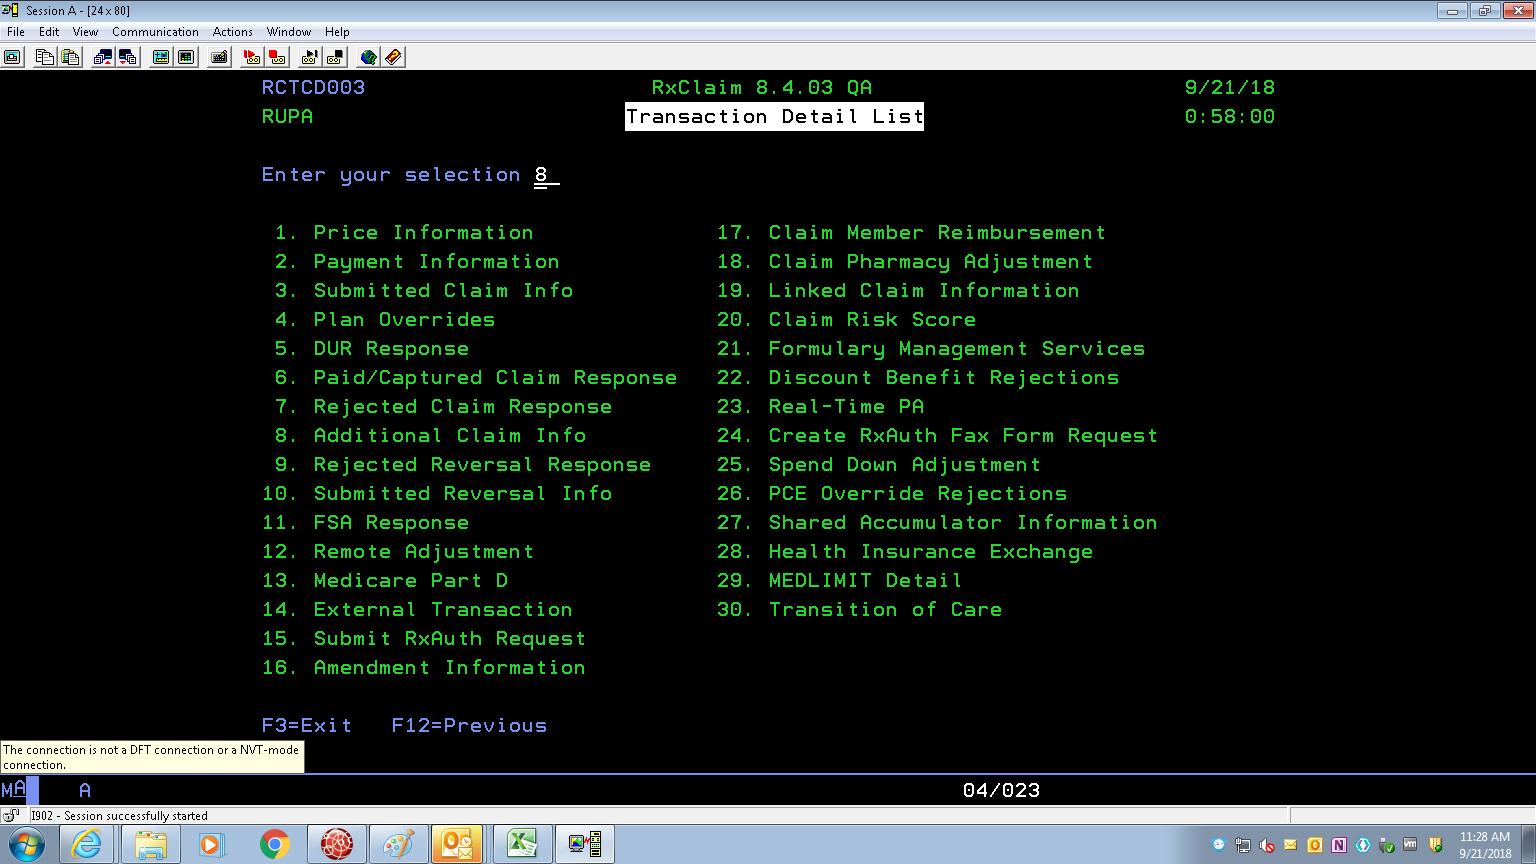 Session A - [24 x 80]
File Edit View Communication Actions Window Help
RCTCD003 RxClaim 8.4.03 QA 9/21/18
RUPA Transaction Detail List 0:58:00
Enter your selection 8
1. Price Information 17. Claim Member Reimbursement
2. Payment Information 18. Claim Pharmacy Adjustment
3. Submitted Claim Info 19. Linked Claim Information
4. Plan Overrides 20. Claim Risk Score
5. DUR Response 21. Formulary Management Services
6. Paid/Captured Claim Response 22. Discount Benefit Rejections
7. Rejected Claim Response 23. Real-Time PA
8. Additional Claim Info 24. Create RxAuth Fax Form Request
9. Rejected Reversal Response 25. Spend Down Adjustment
10. Submitted Reversal Info 26. PCE Override Rejections
11. FSA Response 27. Shared Accumulator Information
12. Remote Adjustment 28. Health Insurance Exchange
13. Medicare Part D 29. MEDLIMIT Detail
14. External Transaction 30. Transition of Care
15. Submit RxAuth Request
16. Amendment Information
F3=Exit F12=Previous
The connection is not a DFT connection or a NVT-mode
connection.
MA A 04/023
I902 - Session successfully started
11:28 AM
9/21/2018